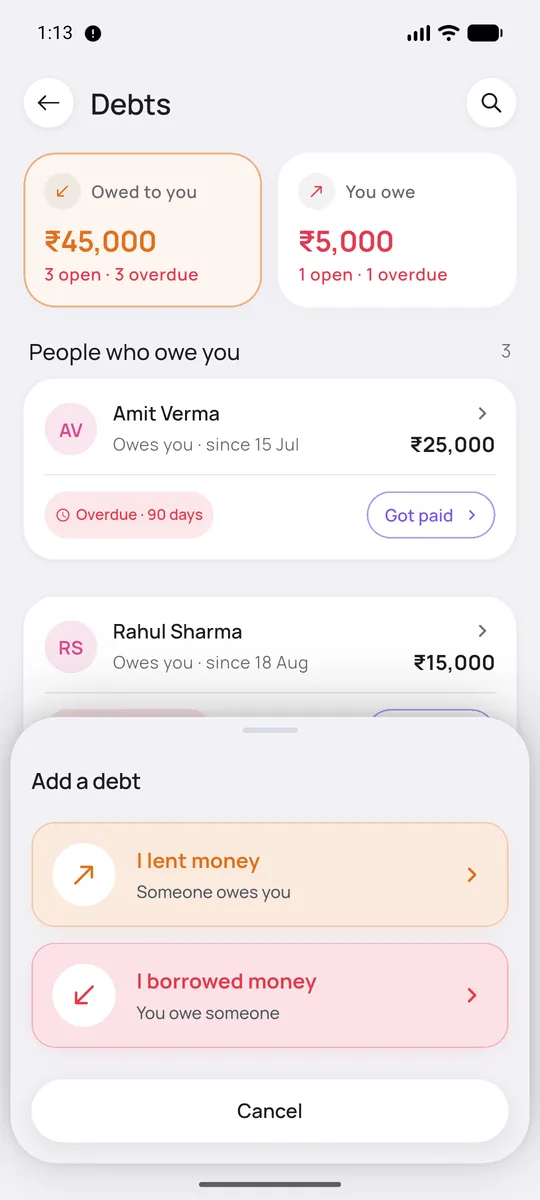 1:13
Debts
Owed to you
₹45,000
3 open · 3 overdue
You owe
₹5,000
1 open · 1 overdue
People who owe you
3
AV
Amit Verma
Owes you · since 15 Jul
₹25,000
Overdue · 90 days
Got paid
RS
Rahul Sharma
Owes you · since 18 Aug
₹15,000
Add a debt
I lent money
Someone owes you
I borrowed money
You owe someone
Cancel